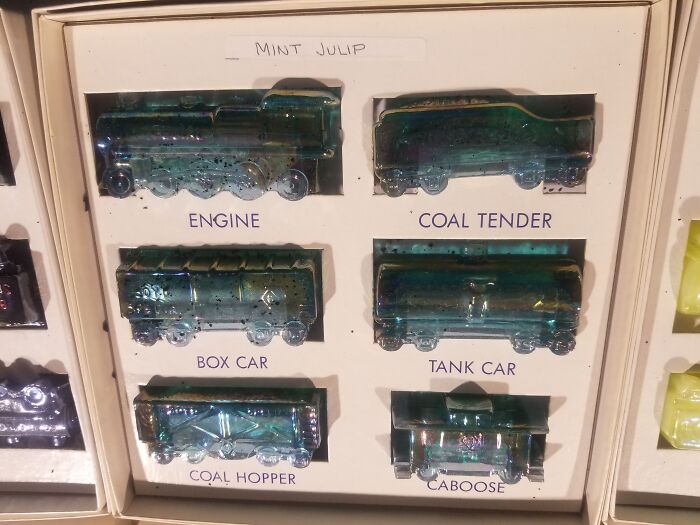 MINT JULIP
ENGINE
COAL TENDER
BOX CAR
TANK CAR
COAL HOPPER
CABOOSE